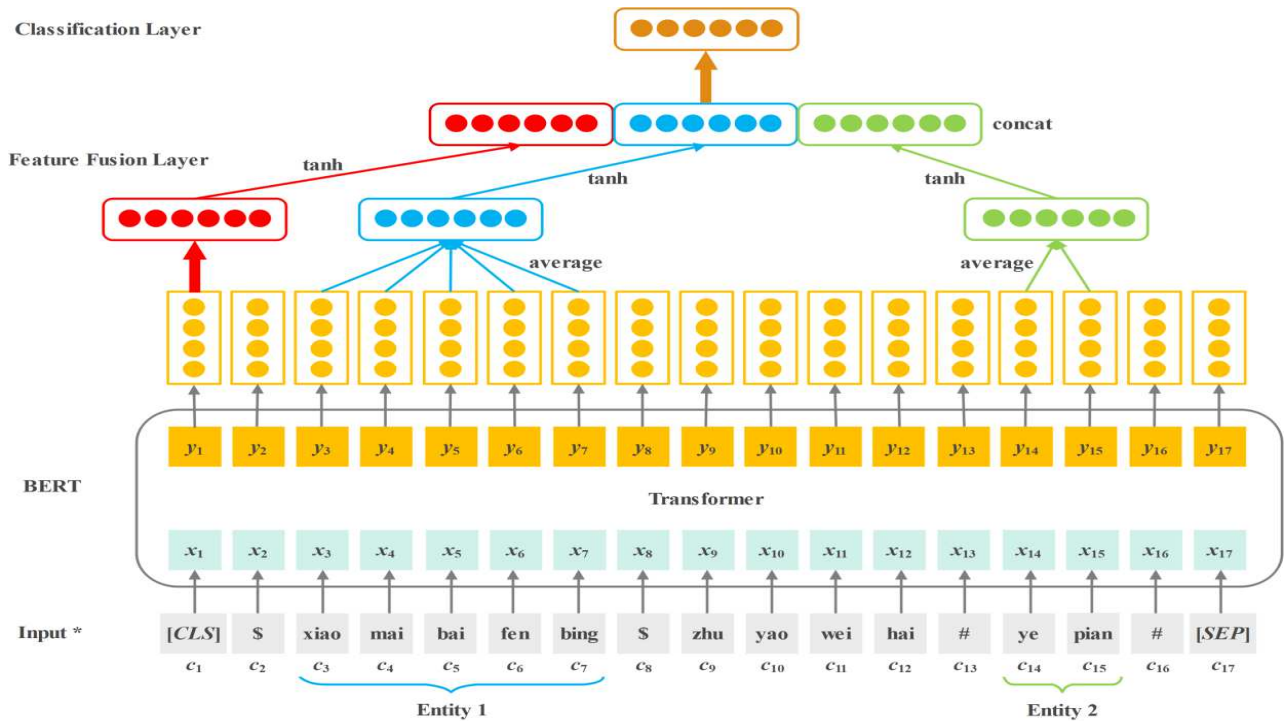 Classification Layer
concat
Feature Fusion Layer
tanh
tanh
tanh
average
average
y1 y2 y3 y4 y5 y6 y7 y8 y9 y10 y11 y12 y13 y14 y15 y16 y17
BERT
Transformer
x1 x2 x3 x4 x5 x6 x7 x8 x9 x10 x11 x12 x13 x14 x15 x16 x17
Input * [CLS] $ xiao mai bai fen bing $ zhu yao wei hai # ye pian # [SEP]
c1 c2 c3 c4 c5 c6 c7 c8 c9 c10 c11 c12 c13 c14 c15 c16 c17
Entity 1 Entity 2